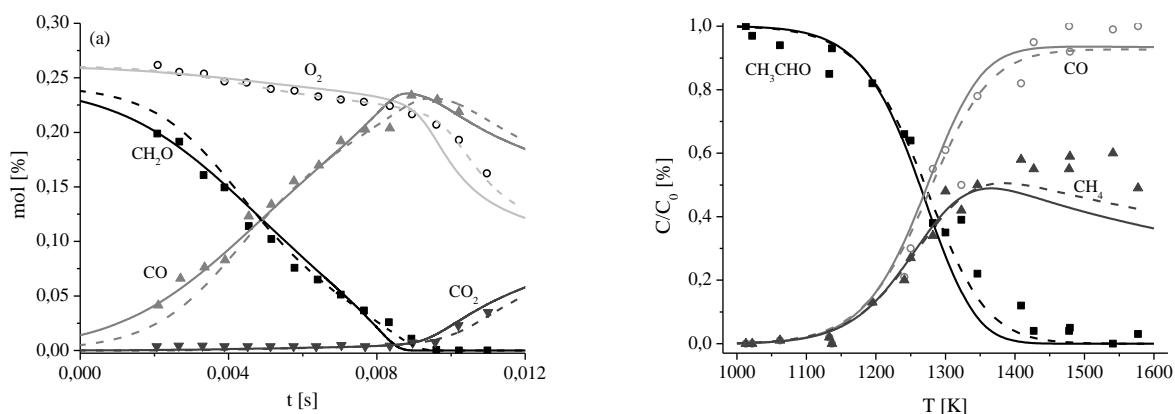 (a)
mol [%]
0,30
0,25
0,20
0,15
0,10
0,05
0,00
O₂
CH₂O
CO
CO₂
0,000
0,004
0,008
0,012
t [s]
C/C₀ [%]
1,0
0,8
0,6
0,4
0,2
0,0
CH₃CHO
CO
CH₄
1000
1100
1200
1300
1400
1500
1600
T [K]